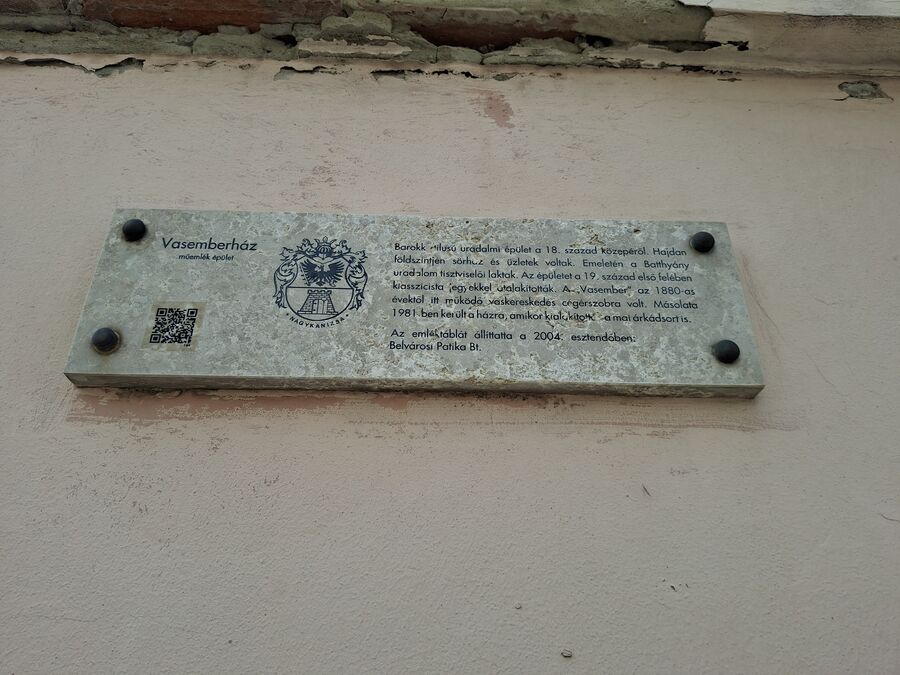 Vasemberház
műemlék épület
NAGYKANIZSA
Barokk stílusú uradalmi épület a 18. század közepéről. Hajdan
földszintjen sörház és üzletek voltak. Emeletén a Batthyány
uradalom tisztviselői laktak. Az épületet a 19. század első felében
klasszicista jegyekkel átalakították. A „Vasember" az 1880-as
évektől itt működő vaskereskedés cégérszobra volt. Másolata
1981.ben került a házra, amikor kialakították a mai árkádsort is.
Az emléktáblát állíttatta a 2004. esztendőben:
Belvárosi Patika Bt.